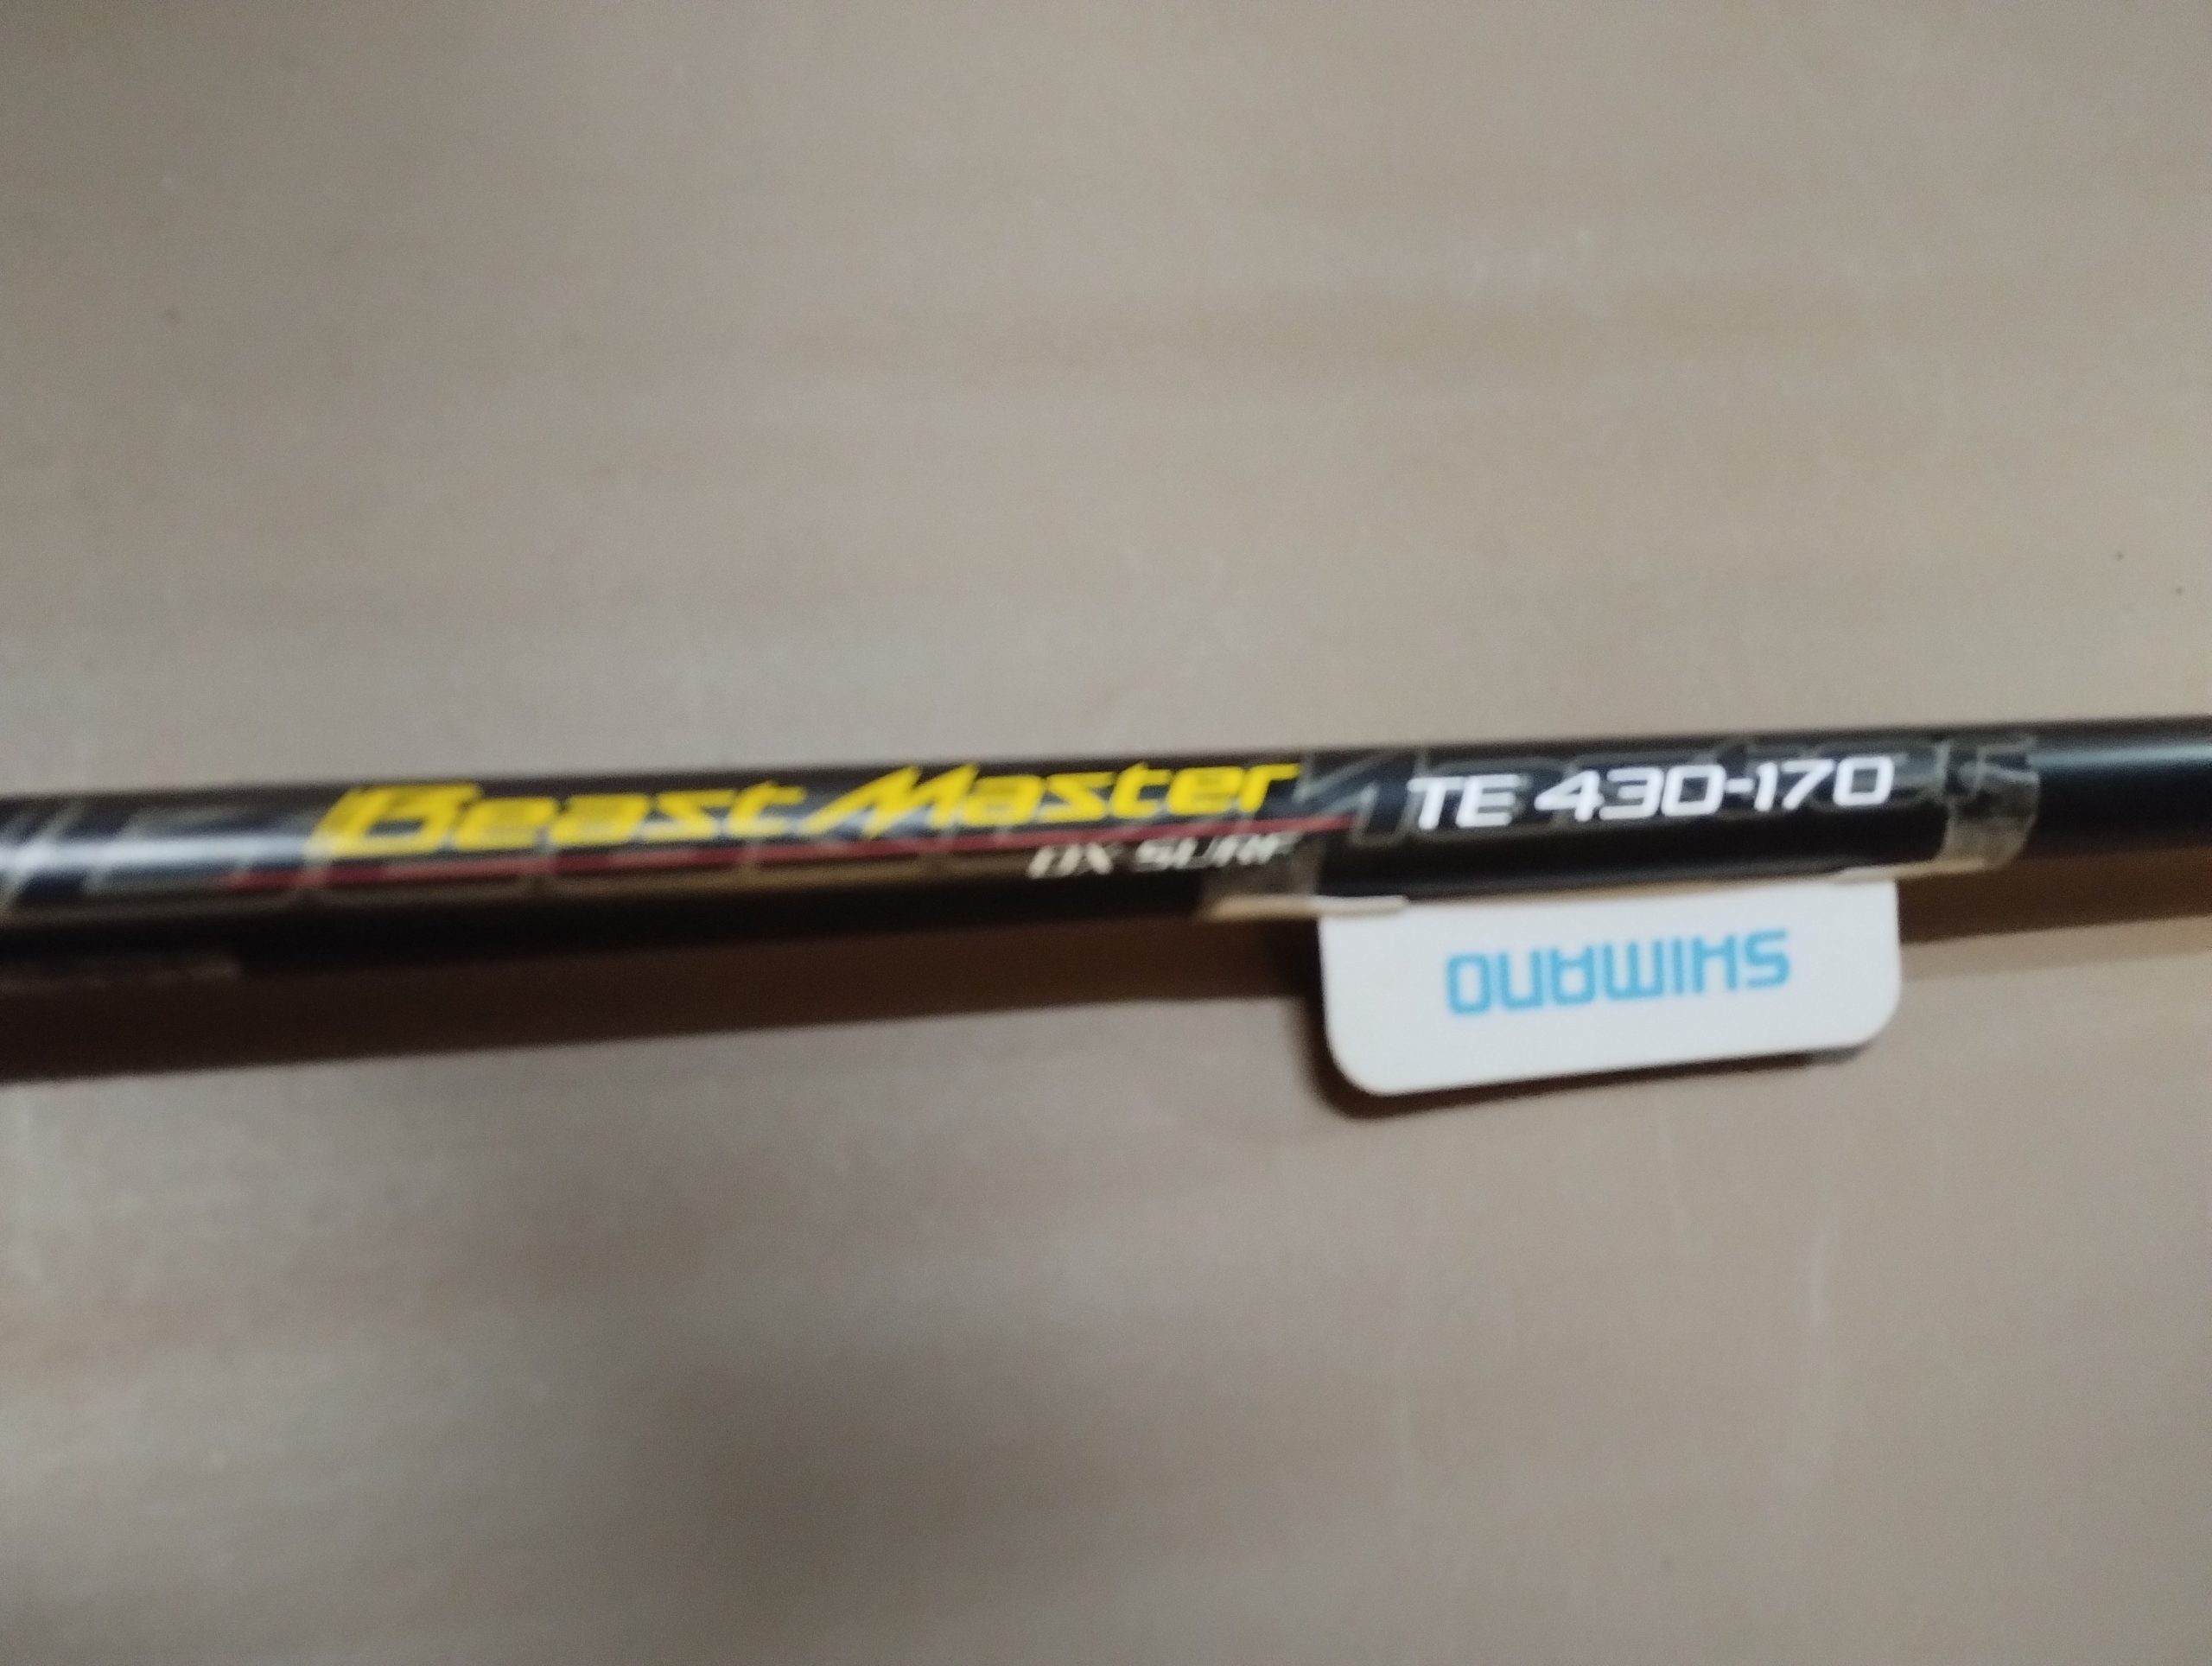 Beast Master TE 430-170
DX SURF
SHIMANO